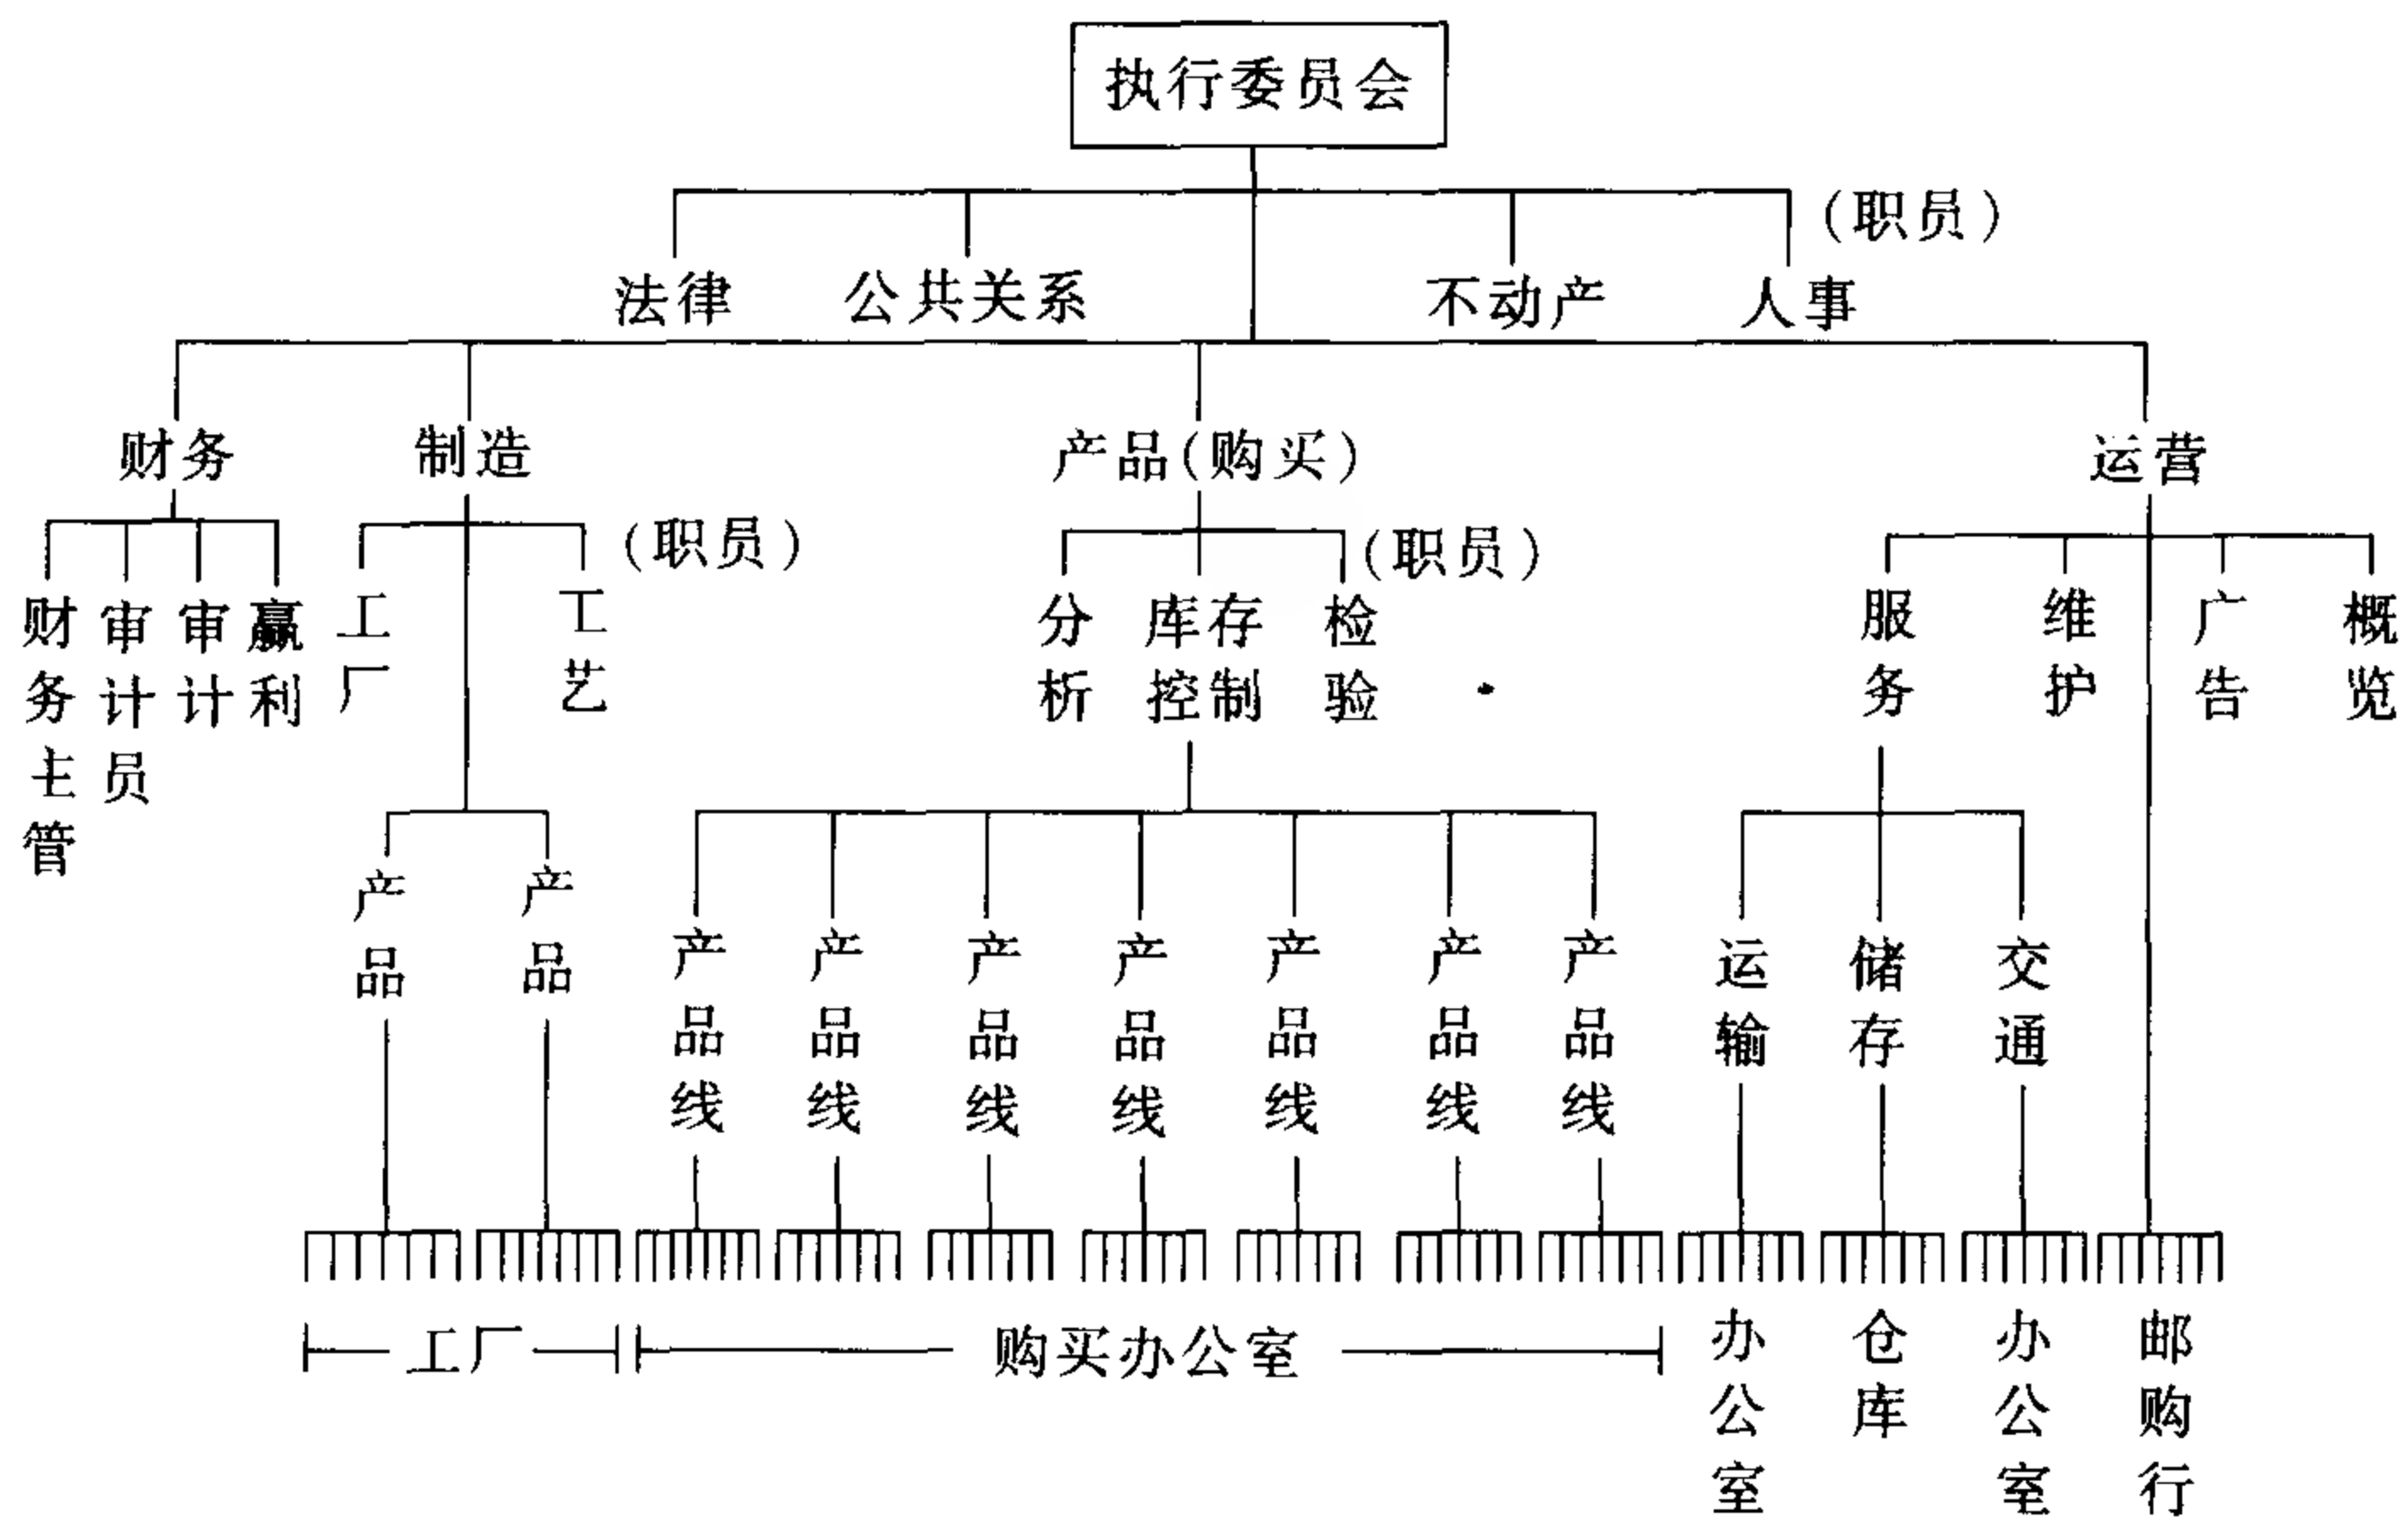 执行委员会
(职员)
法律
公共关系
不动产
人事
财务
制造
产品(购买)
运营
(职员)
(职员)
财务主管
审计员
审计
赢利
工厂
工艺
分析
库存控制
检验
服务
维护
广告
概览
产品
产品
产品线
产品线
产品线
产品线
产品线
产品线
产品线
运输
储存
交通
工厂
购买办公室
办公室
仓库
办公室
邮购行